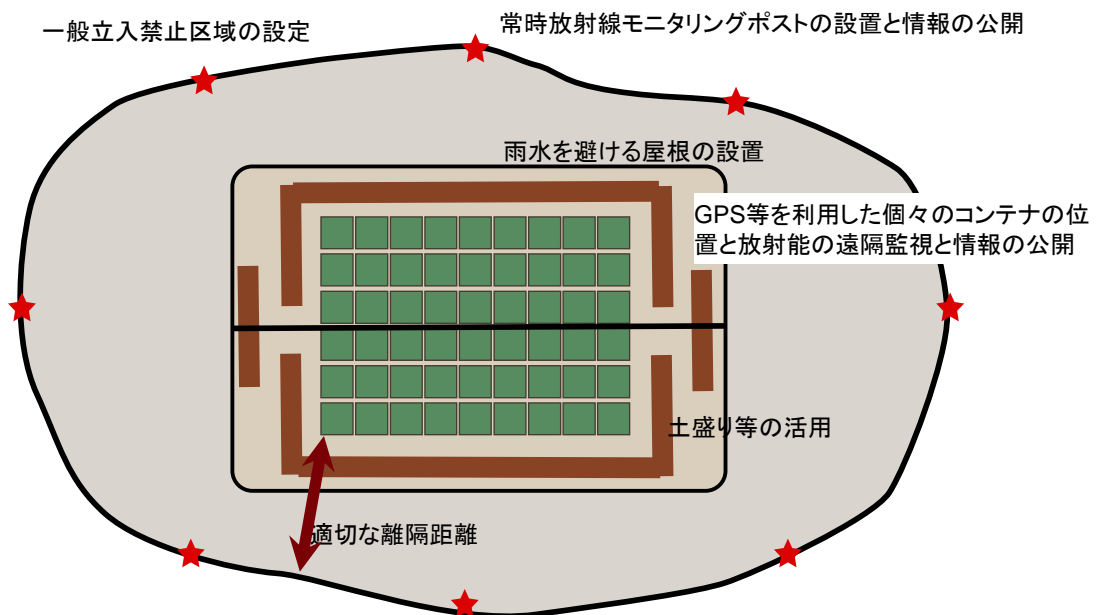 一般立入禁止区域の設定
常時放射線モニタリングポストの設置と情報の公開
雨水を避ける屋根の設置
GPS等を利用した個々のコンテナの位
置と放射能の遠隔監視と情報の公開
土盛り等の活用
適切な離隔距離